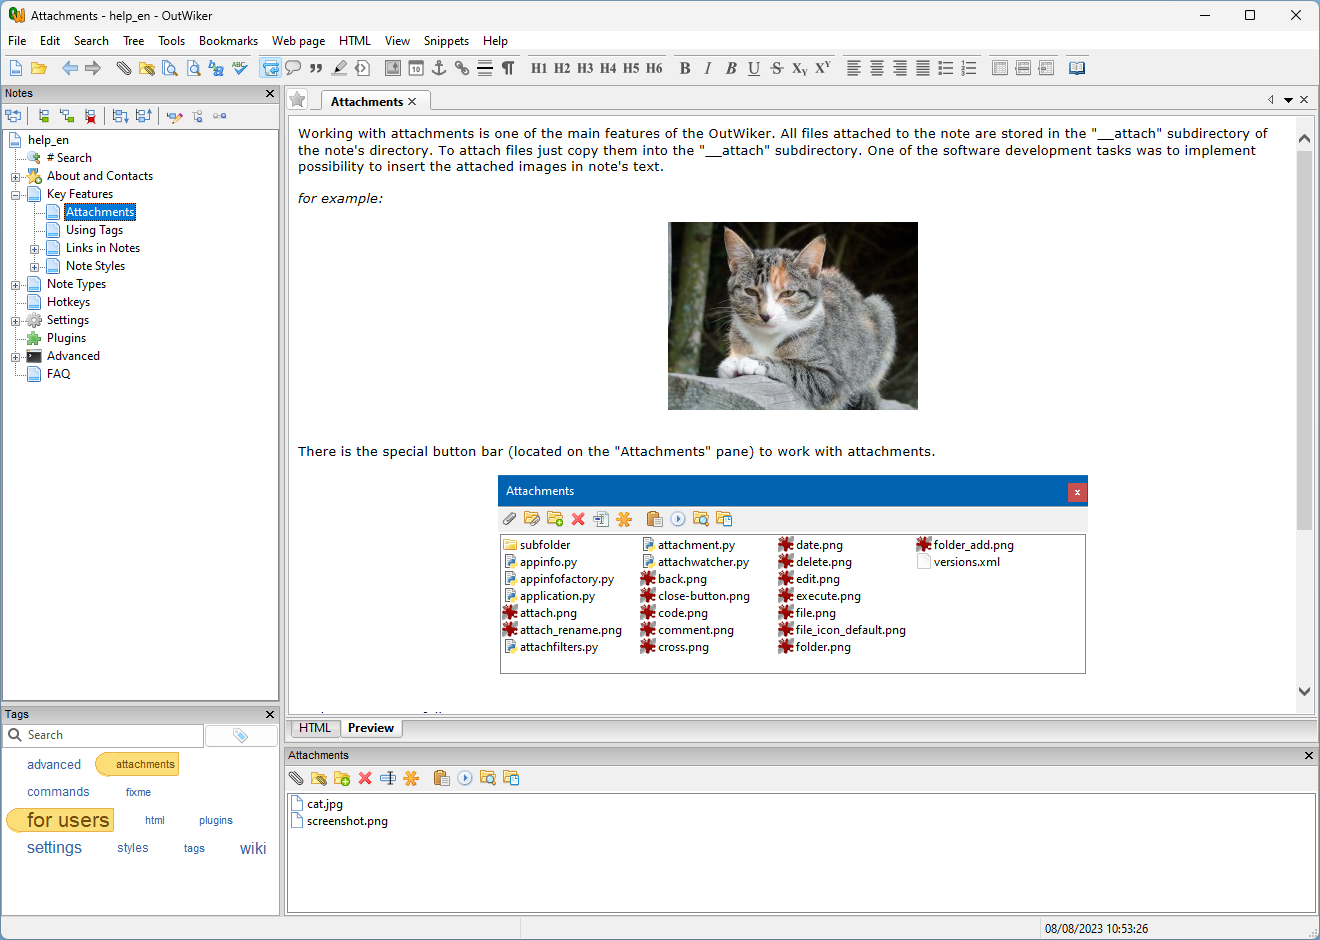 Attachments - help_en - OutWiker
File Edit Search Tree Tools Bookmarks Web page HTML View Snippets Help
H1 H2 H3 H4 H5 H6 B I B U S XY XY
Notes
help_en
# Search
About and Contacts
Key Features
Attachments
Using Tags
Links in Notes
Note Styles
Note Types
Hotkeys
Settings
Plugins
Advanced
FAQ
Tags
Search
advanced attachments
commands fixme
for users html plugins
settings styles tags wiki
Attachments
Working with attachments is one of the main features of the OutWiker. All files attached to the note are stored in the "__attach" subdirectory of
the note's directory. To attach files just copy them into the "__attach" subdirectory. One of the software development tasks was to implement
possibility to insert the attached images in note's text.
for example:
There is the special button bar (located on the "Attachments" pane) to work with attachments.
Attachments
subfolder attachment.py date.png folder_add.png
appinfo.py attachwatcher.py delete.png versions.xml
appinfofactory.py back.png edit.png
application.py close-button.png execute.png
attach.png code.png file.png
attach_rename.png comment.png file_icon_default.png
attachfilters.py cross.png folder.png
HTML Preview
Attachments
cat.jpg
screenshot.png
08/08/2023 10:53:26